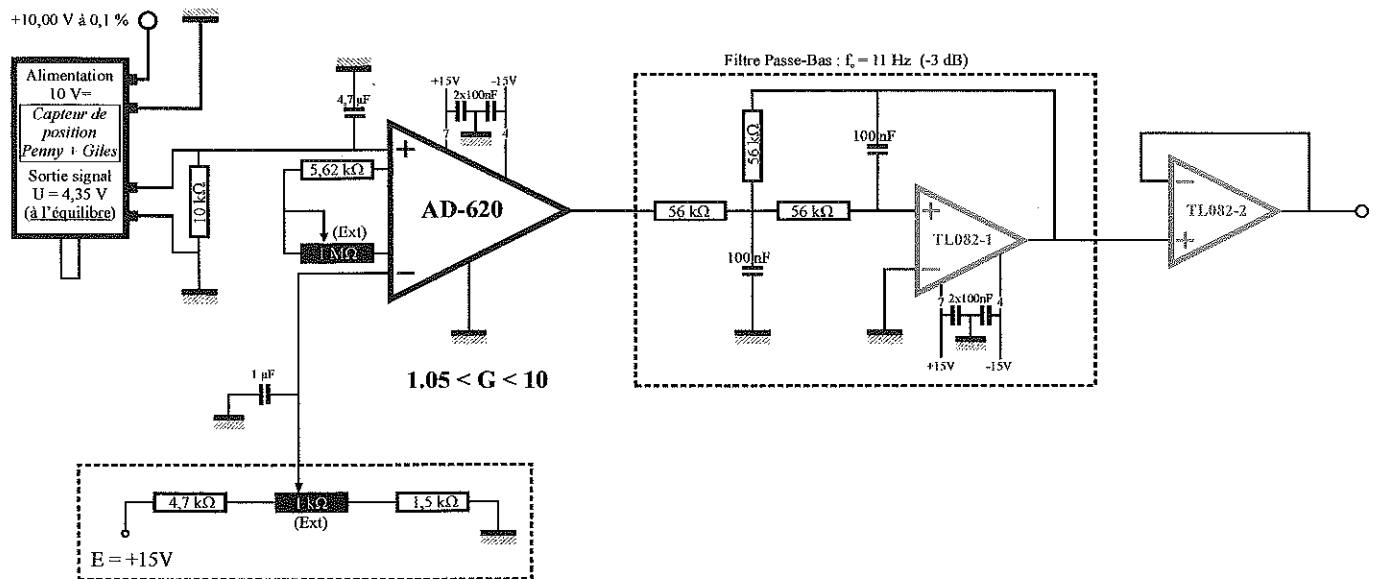 +10,00 V à 0,1 %
Alimentation
10 V=
Capteur de
position
Penny + Giles
Sortie signal
U = 4,35 V
(à l'équilibre)
10 kΩ
4,7 µF
5,62 kΩ
(Ext)
1 MΩ
+
−
AD-620
+15V
-15V
2x100nF
7
4
1.05 < G < 10
1 µF
4,7 kΩ
1 kΩ
(Ext)
1,5 kΩ
E = +15V
Filtre Passe-Bas : fo = 11 Hz (-3 dB)
56 kΩ
56 kΩ
56 kΩ
100 nF
100nF
+
−
TL082-1
7
2x100nF
4
+15V
-15V
−
+
TL082-2